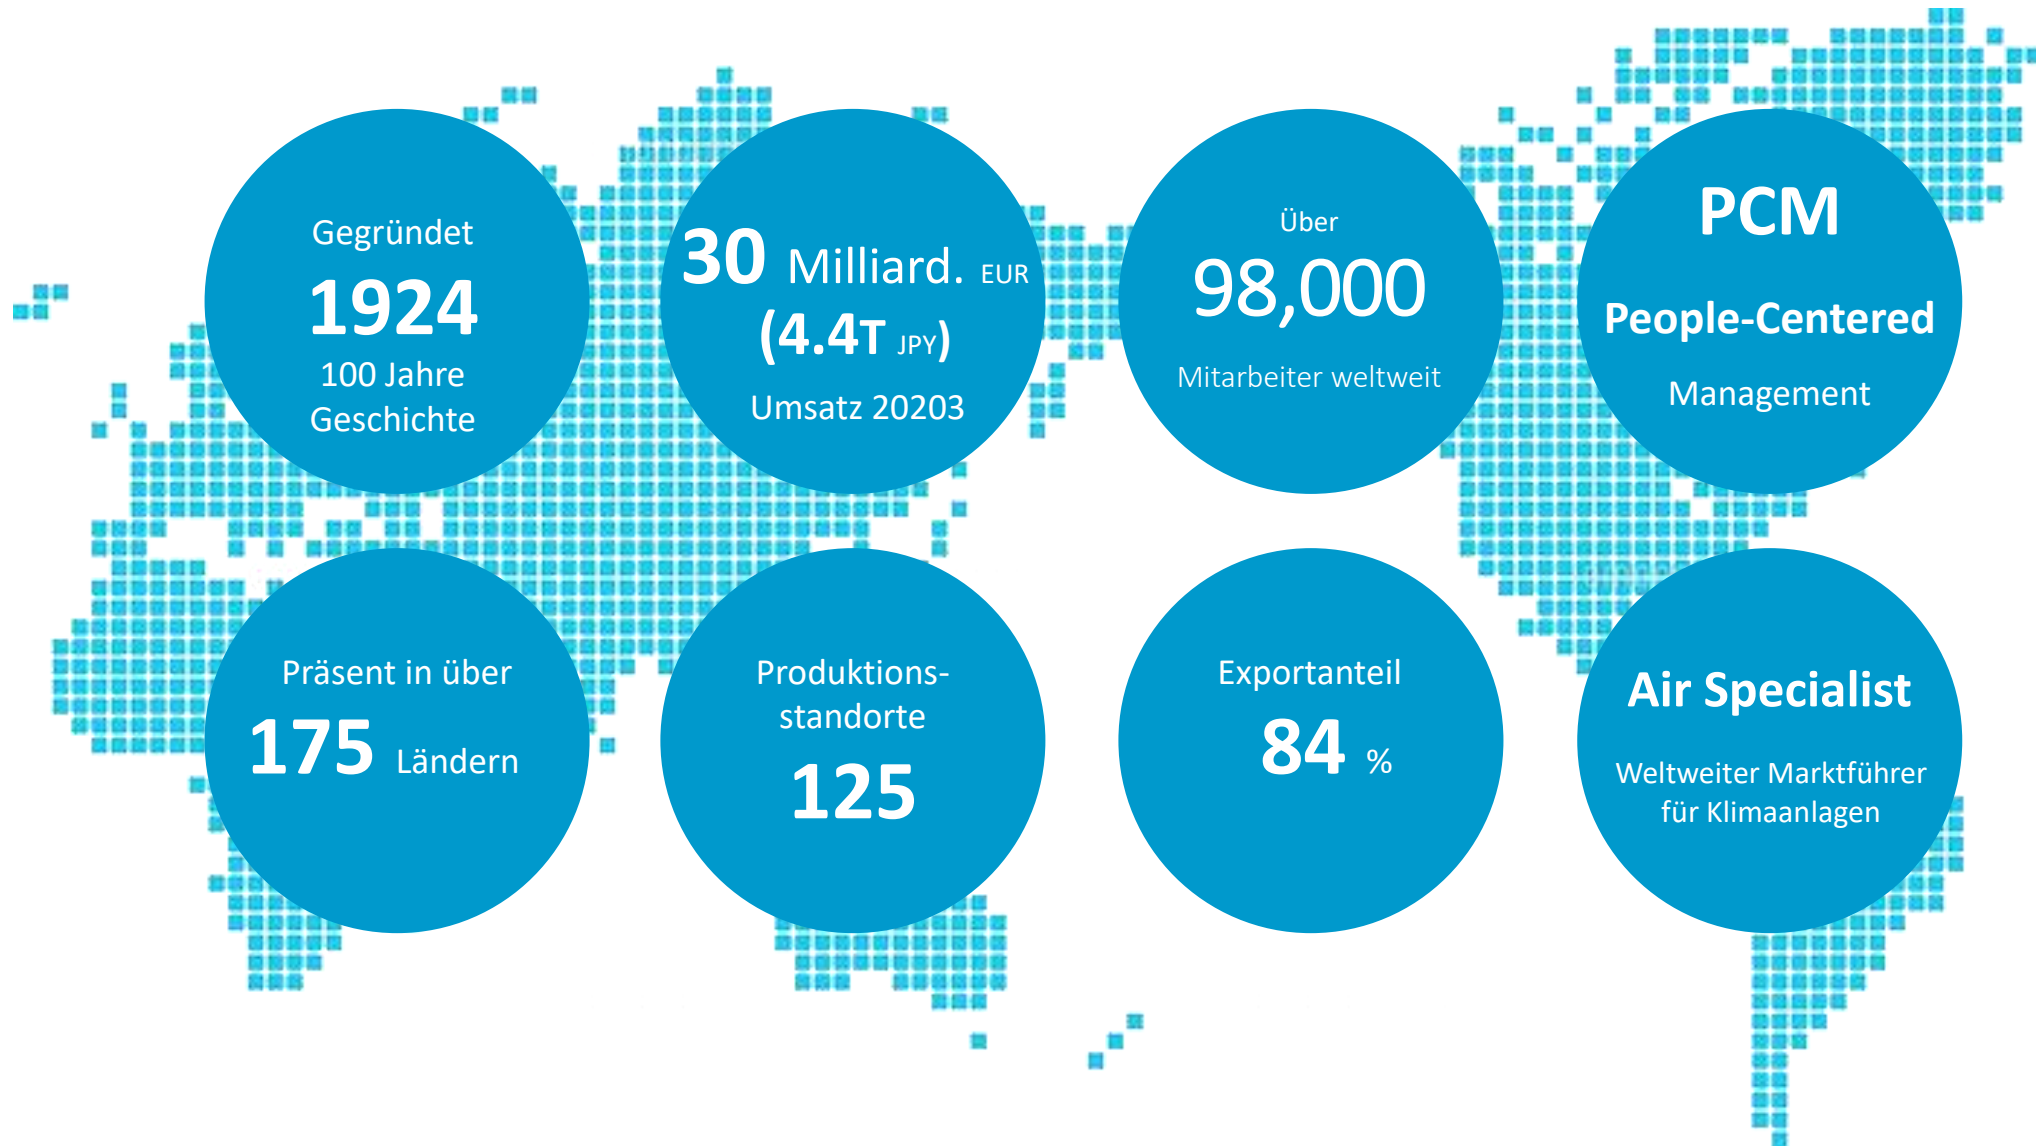 Gegründet
1924
100 Jahre
Geschichte
30 Milliard. EUR
(4.4T JPY)
Umsatz 20203
Über
98,000
Mitarbeiter weltweit
PCM
People-Centered
Management
Präsent in über
175 Ländern
Produktions-
standorte
125
Exportanteil
84 %
Air Specialist
Weltweiter Marktführer
für Klimaanlagen